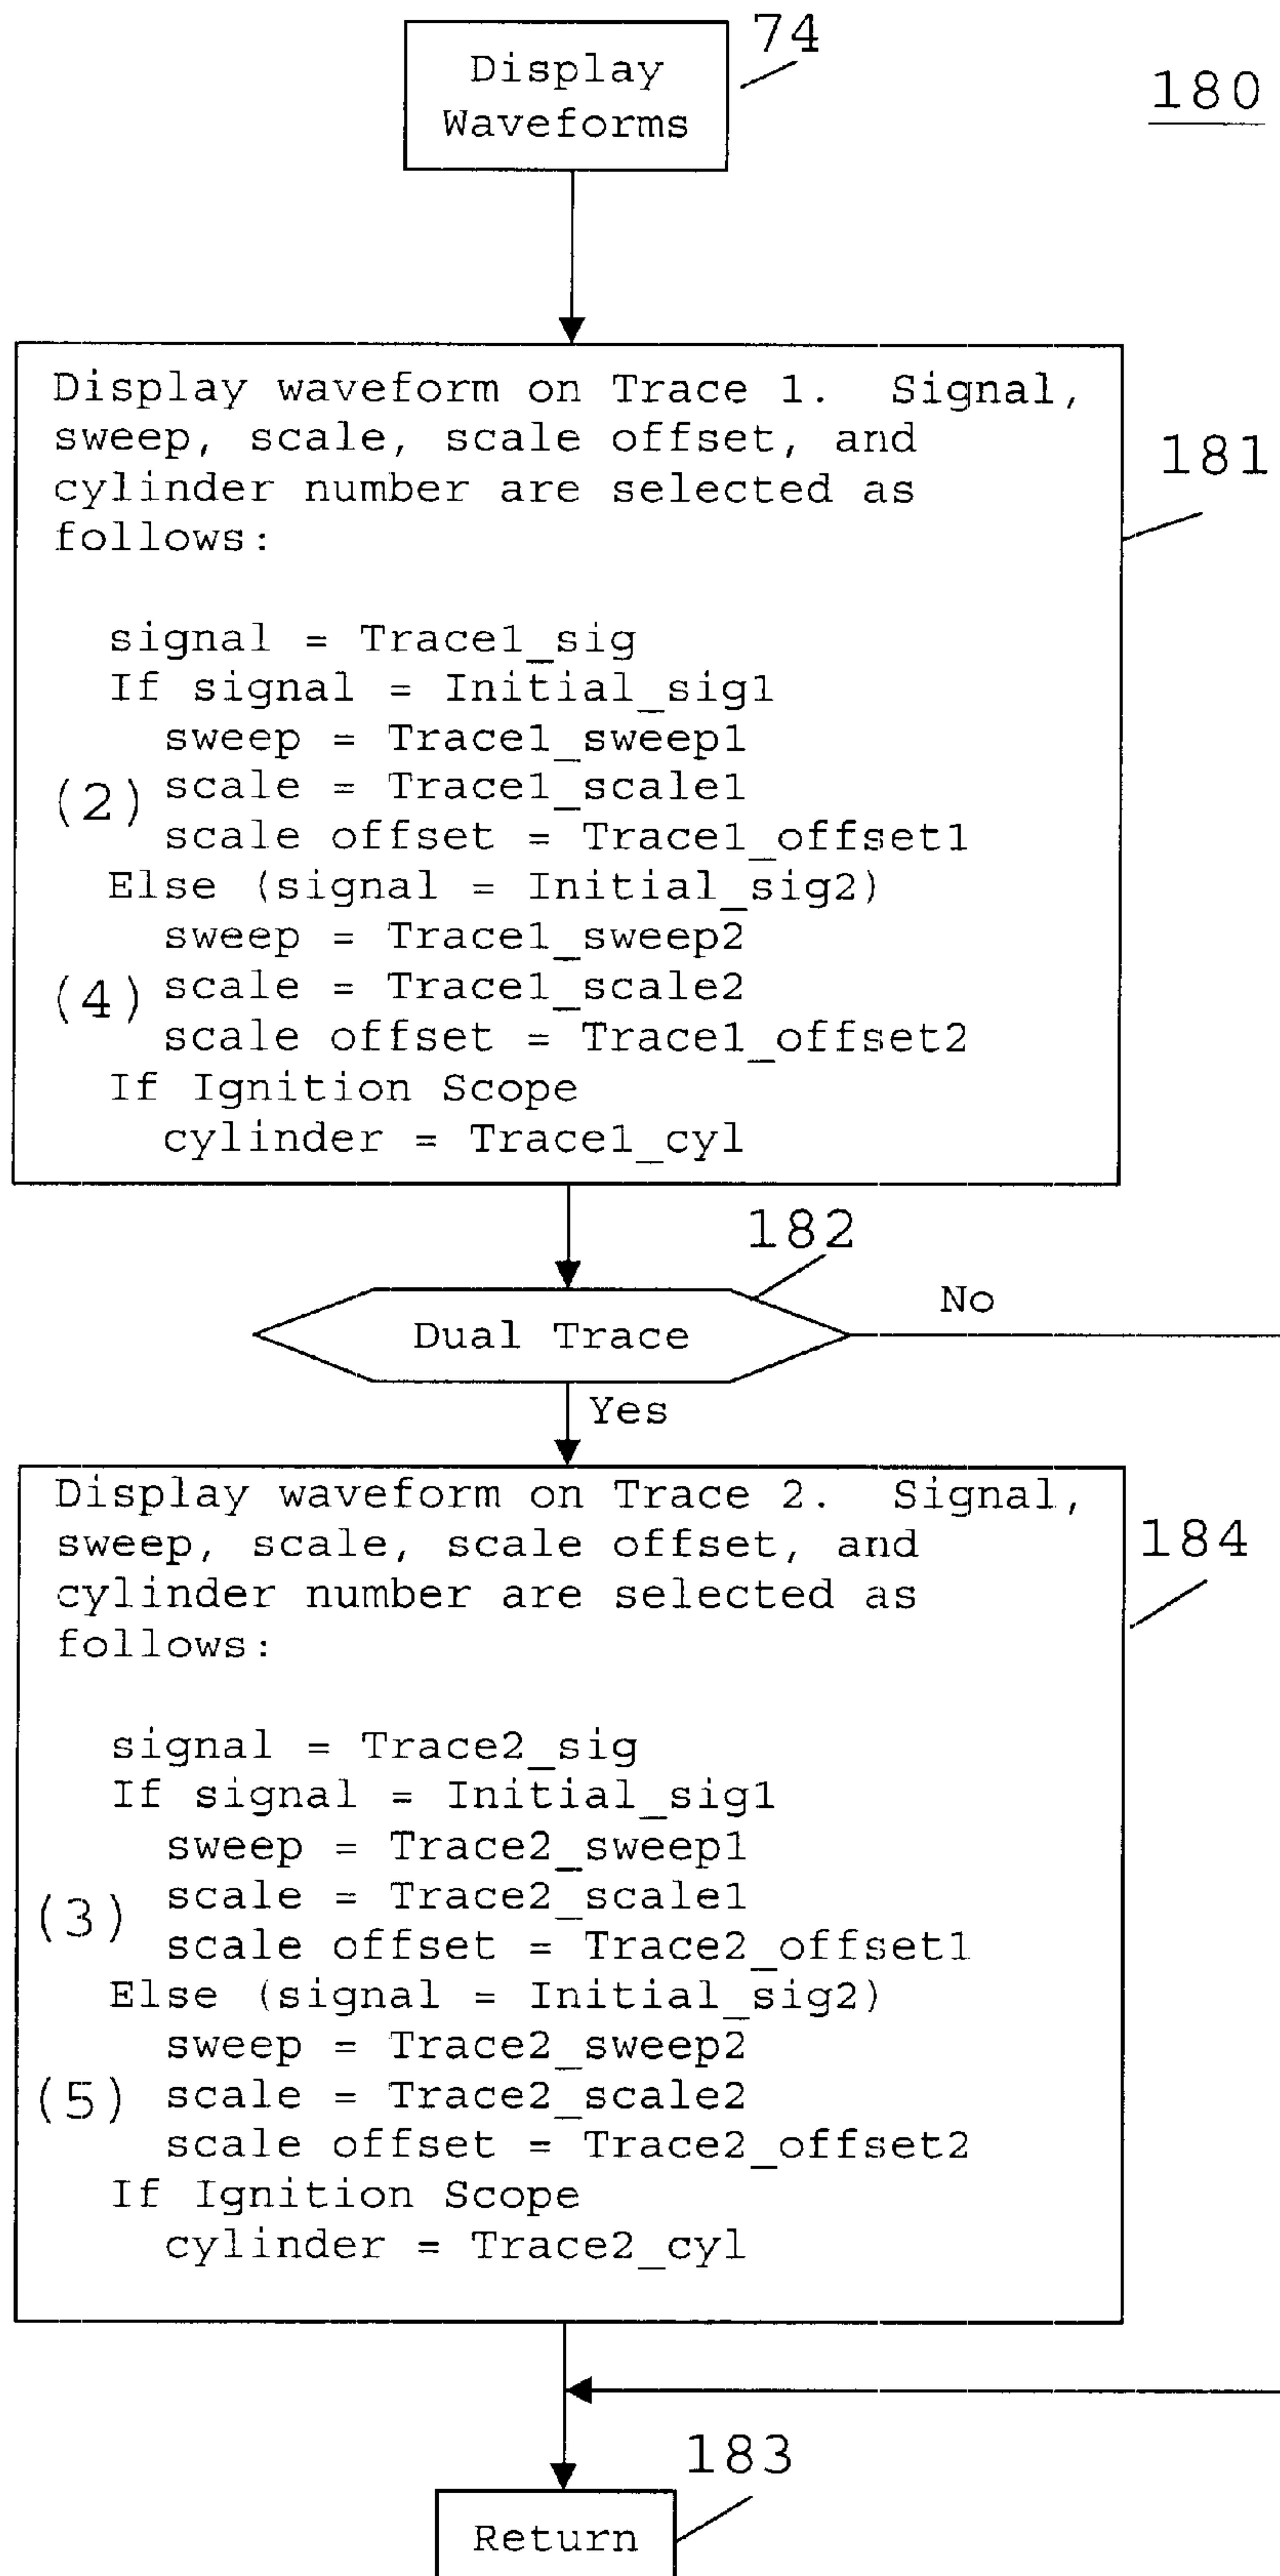 74
Display
Waveforms
180
Display waveform on Trace 1. Signal,
sweep, scale, scale offset, and
cylinder number are selected as
follows:
181
signal = Trace1_sig
If signal = Initial_sig1
sweep = Trace1_sweep1
(2) scale = Trace1_scale1
scale offset = Trace1_offset1
Else (signal = Initial_sig2)
sweep = Trace1_sweep2
(4) scale = Trace1_scale2
scale offset = Trace1_offset2
If Ignition Scope
cylinder = Trace1_cyl
182
Dual Trace
No
Yes
Display waveform on Trace 2. Signal,
sweep, scale, scale offset, and
cylinder number are selected as
follows:
184
signal = Trace2_sig
If signal = Initial_sig1
sweep = Trace2_sweep1
(3) scale = Trace2_scale1
scale offset = Trace2_offset1
Else (signal = Initial_sig2)
sweep = Trace2_sweep2
(5) scale = Trace2_scale2
scale offset = Trace2_offset2
If Ignition Scope
cylinder = Trace2_cyl
183
Return